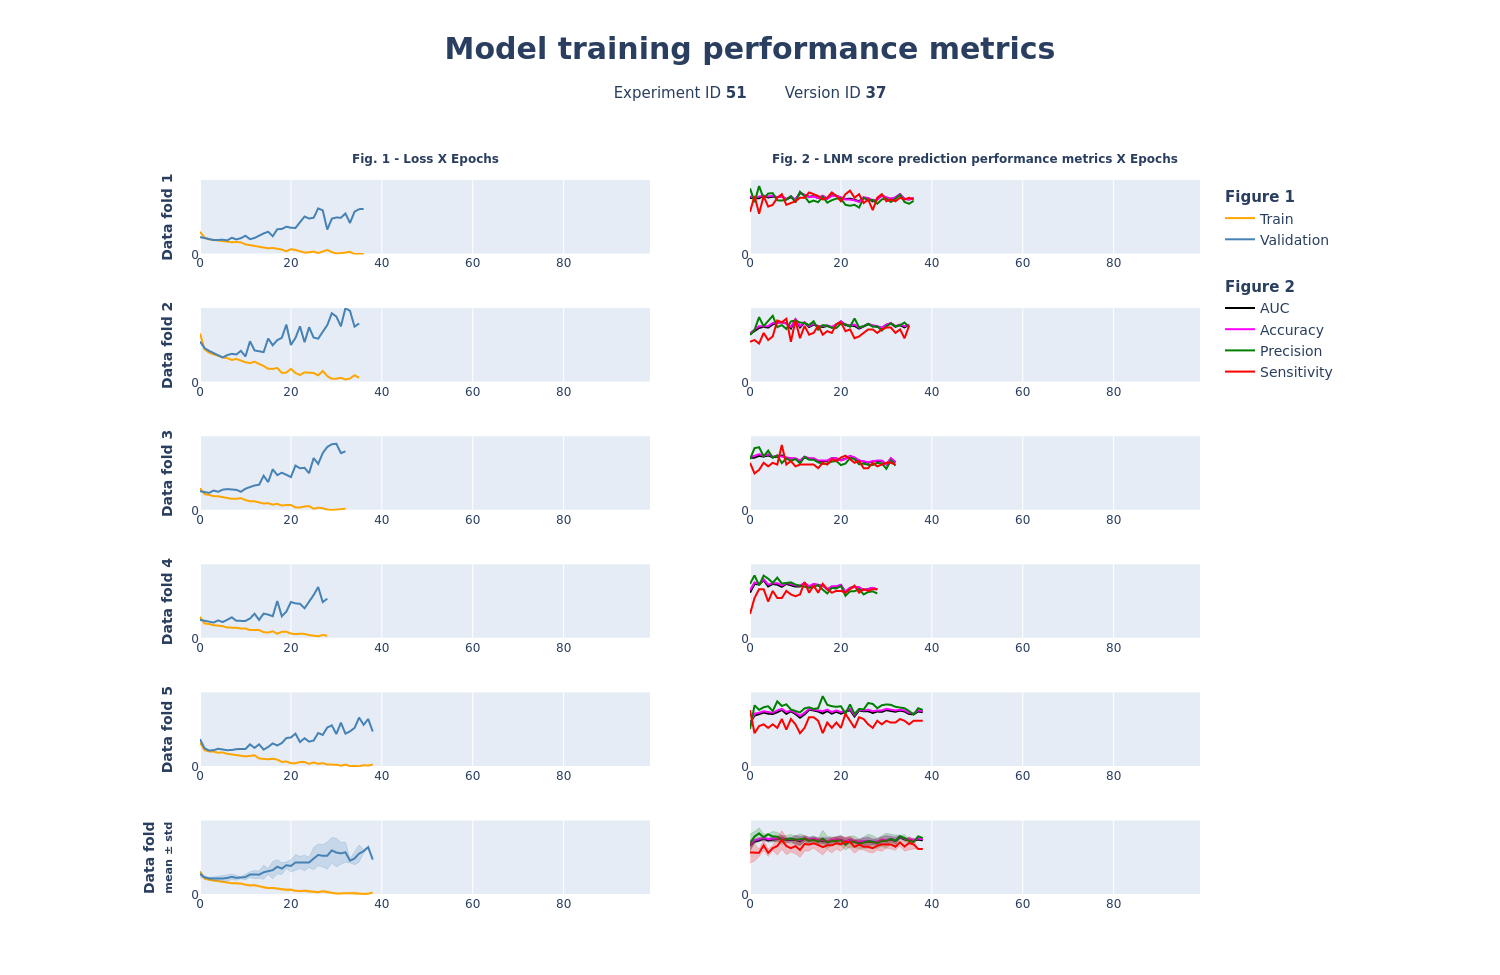 Model training performance metrics
Experiment ID 51 Version ID 37
Fig. 1 - Loss X Epochs
Fig. 2 - LNM score prediction performance metrics X Epochs
Data fold 1
0
0 20 40 60 80
0
0 20 40 60 80
Figure 1
Train
Validation
Figure 2
AUC
Accuracy
Precision
Sensitivity
Data fold 2
0
0 20 40 60 80
0
0 20 40 60 80
Data fold 3
0
0 20 40 60 80
0
0 20 40 60 80
Data fold 4
0
0 20 40 60 80
0
0 20 40 60 80
Data fold 5
0
0 20 40 60 80
0
0 20 40 60 80
Data fold
mean ± std
0
0 20 40 60 80
0
0 20 40 60 80